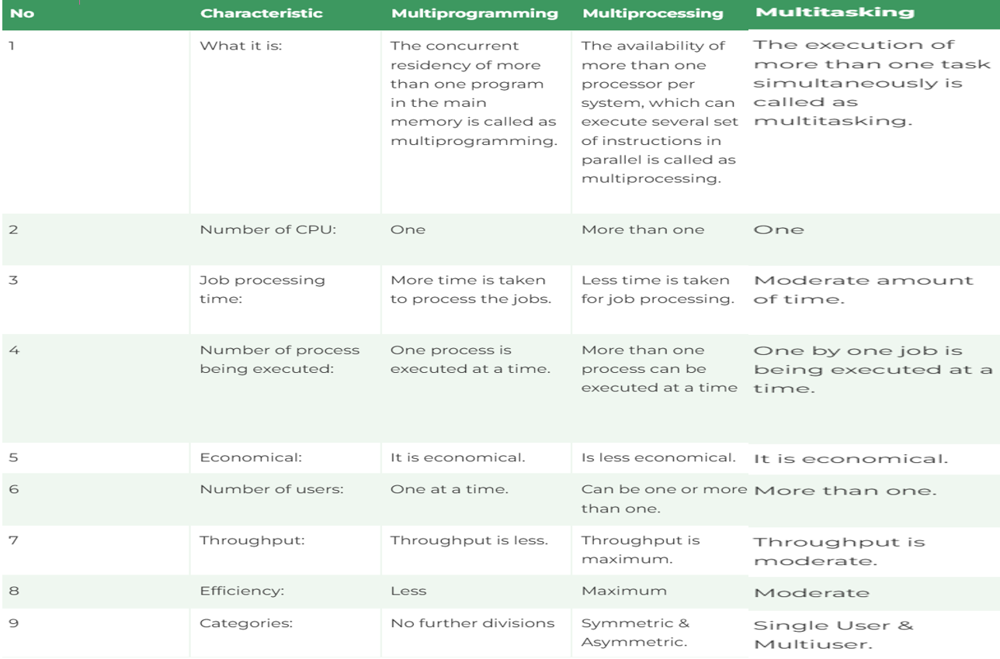 No Characteristic Multiprogramming Multiprocessing Multitasking
1 What it is: The concurrent The availability of The execution of
residency of more more than one more than one task
than one program processor per simultaneously is
in the main system, which can called as
memory is called as execute several set multitasking.
multiprogramming. of instructions in
parallel is called as
multiprocessing.
2 Number of CPU: One More than one One
3 Job processing More time is taken Less time is taken Moderate amount
time: to process the jobs. for job processing. of time.
4 Number of process One process is More than one One by one job is
being executed: executed at a time. process can be being executed at a
executed at a time time.
5 Economical: It is economical. Is less economical. It is economical.
6 Number of users: One at a time. Can be one or more More than one.
than one.
7 Throughput: Throughput is less. Throughput is Throughput is
maximum. moderate.
8 Efficiency: Less Maximum Moderate
9 Categories: No further divisions Symmetric & Single User &
Asymmetric. Multiuser.